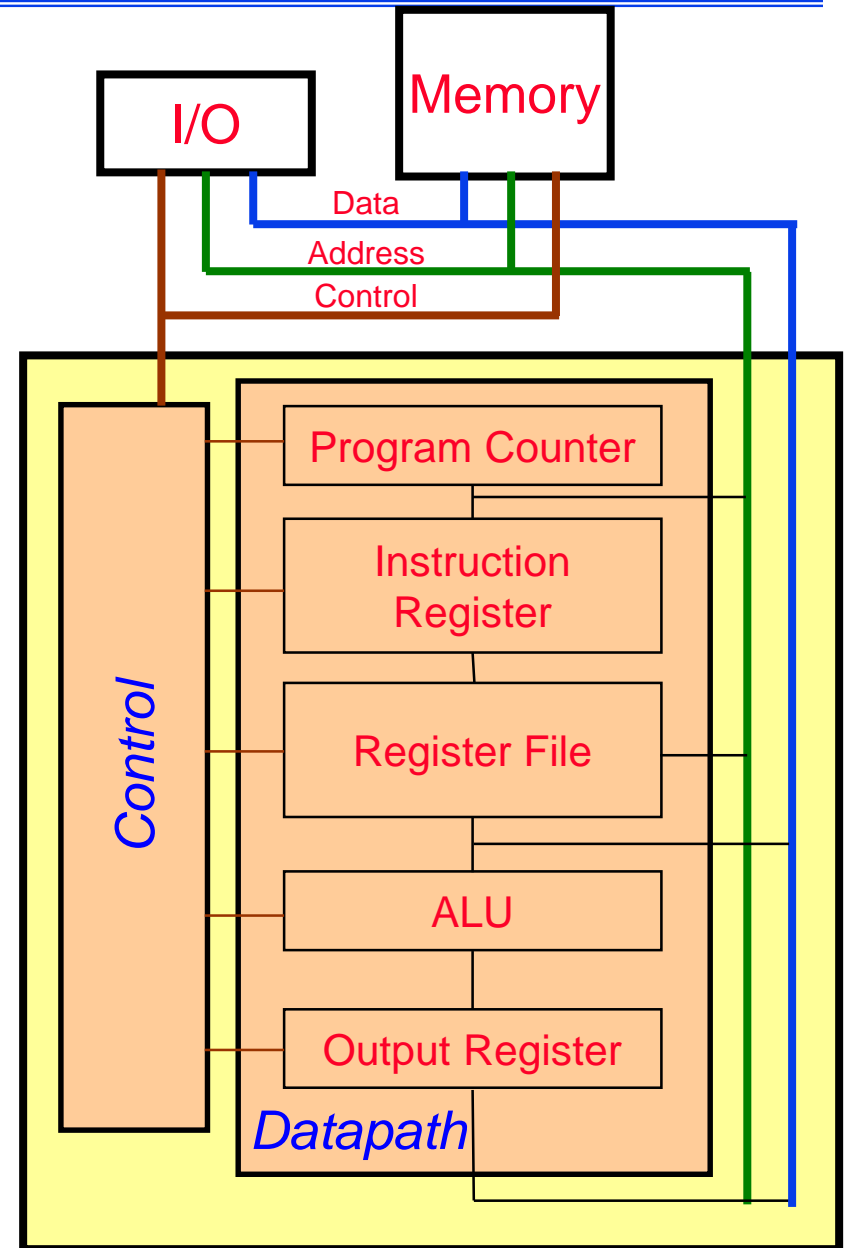 Memory
I/O
Data
Address
Control
Program Counter
Instruction
Register
Control
Register File
ALU
Output Register
Datapath